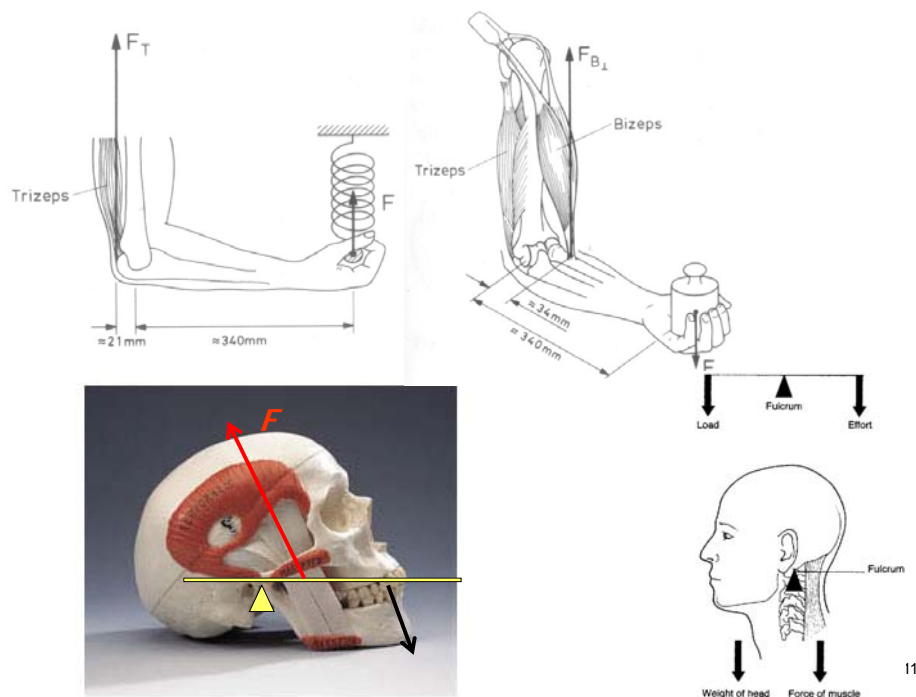 F_T
Trizeps
F
≈21mm
≈340mm
F_B⊥
Bizeps
Trizeps
≈34mm
≈340mm
F
Load
Fulcrum
Effort
F
MASSETER
Fulcrum
Weight of head
Force of muscle
11